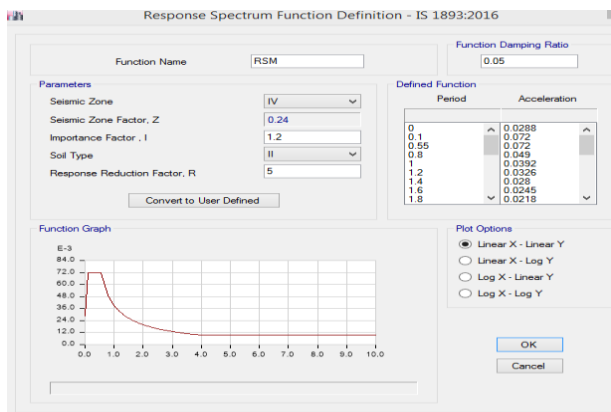 Response Spectrum Function Definition - IS 1893:2016
Function Name
RSM
Function Damping Ratio
0.05
Parameters
Seismic Zone
IV
Seismic Zone Factor, Z
0.24
Importance Factor , I
1.2
Soil Type
II
Response Reduction Factor, R
5
Convert to User Defined
Defined Function
Period Acceleration
0 0.0288
0.1 0.072
0.55 0.072
0.8 0.049
1 0.0392
1.2 0.0326
1.4 0.028
1.6 0.0245
1.8 0.0218
Function Graph
E-3
84.0
72.0
60.0
48.0
36.0
24.0
12.0
0.0
0.0 1.0 2.0 3.0 4.0 5.0 6.0 7.0 8.0 9.0 10.0
Plot Options
Linear X - Linear Y
Linear X - Log Y
Log X - Linear Y
Log X - Log Y
OK
Cancel